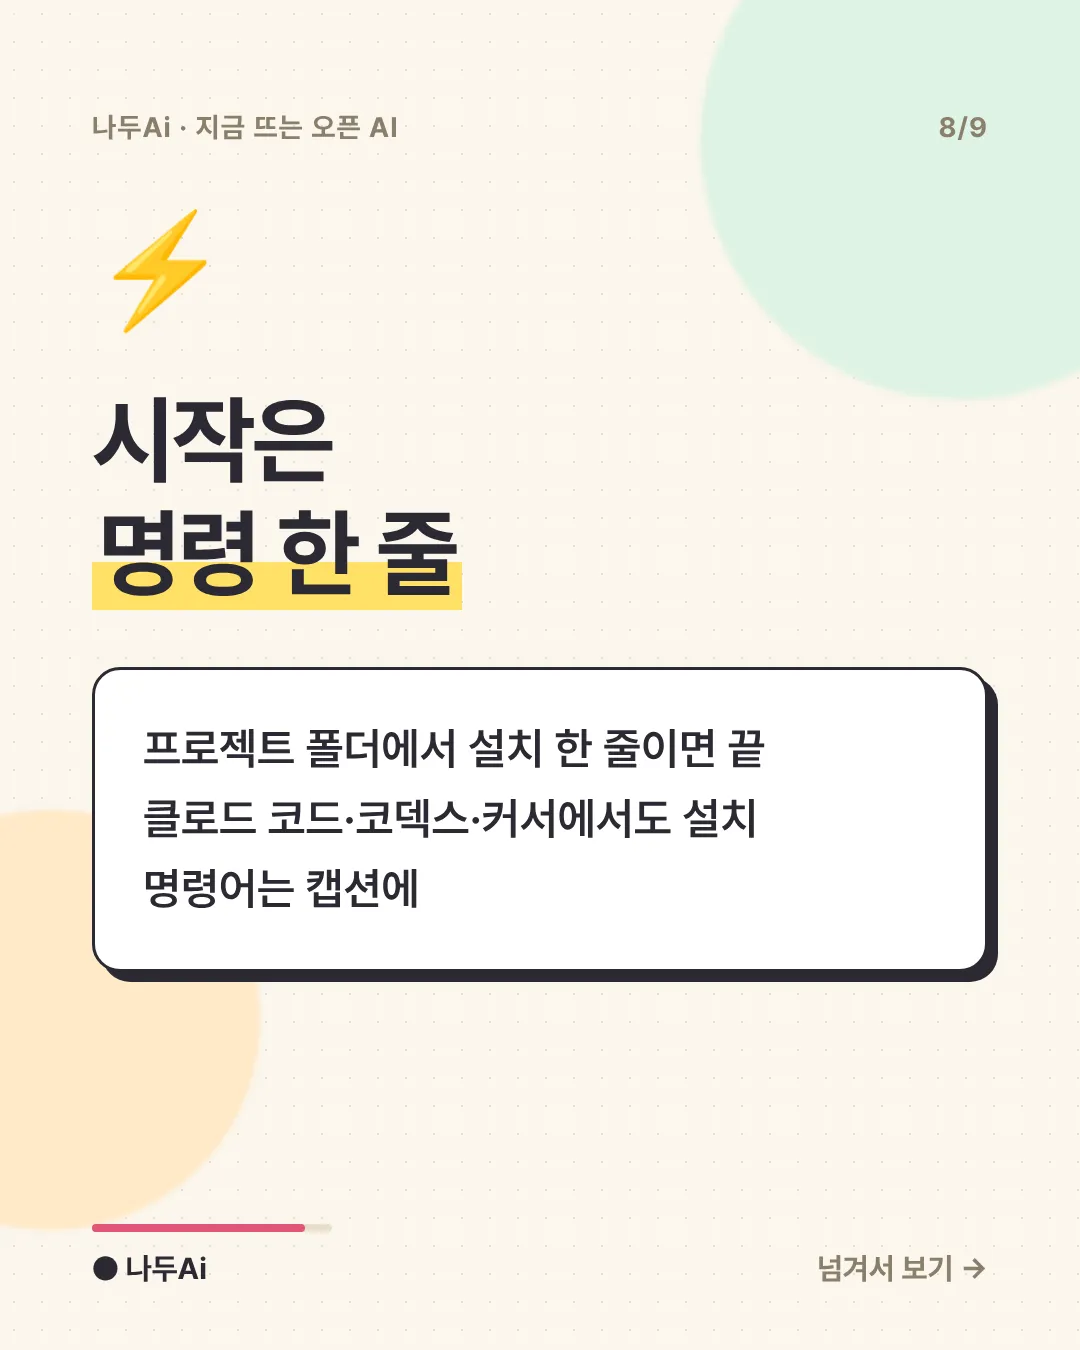 나두Ai · 지금 뜨는 오픈 AI
8/9
시작은
명령 한 줄
프로젝트 폴더에서 설치 한 줄이면 끝
클로드 코드·코덱스·커서에서도 설치
명령어는 캡션에
나두Ai
넘겨서 보기 →